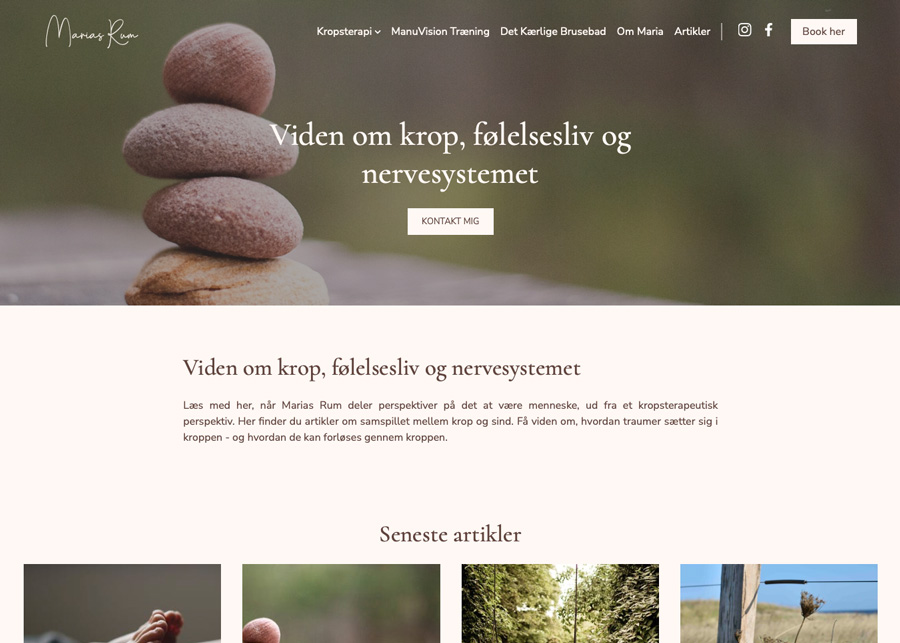 Marias Rum
Kropsterapi
ManuVision Træning
Det Kærlige Brusebad
Om Maria
Artikler
Book her
Viden om krop, følelsesliv og
nervesystemet
KONTAKT MIG
Viden om krop, følelsesliv og nervesystemet
Læs med her, når Marias Rum deler perspektiver på det at være menneske, ud fra et kropsterapeutisk
perspektiv. Her finder du artikler om samspillet mellem krop og sind. Få viden om, hvordan traumer sætter sig i
kroppen - og hvordan de kan forløses gennem kroppen.
Seneste artikler